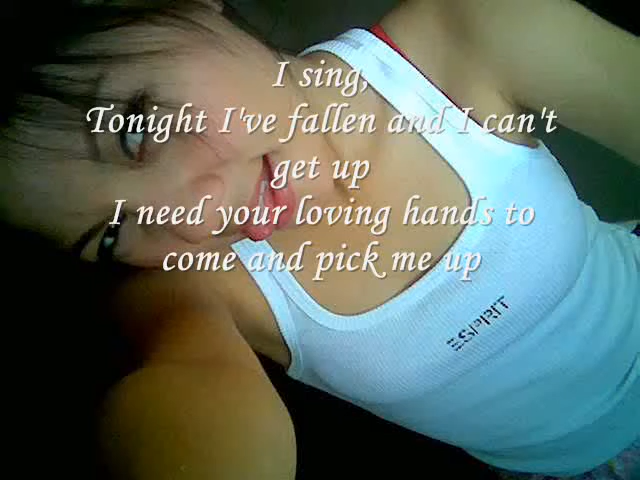 I sing,
Tonight I've fallen and I can't
get up
I need your loving hands to
come and pick me up
ESPRIT